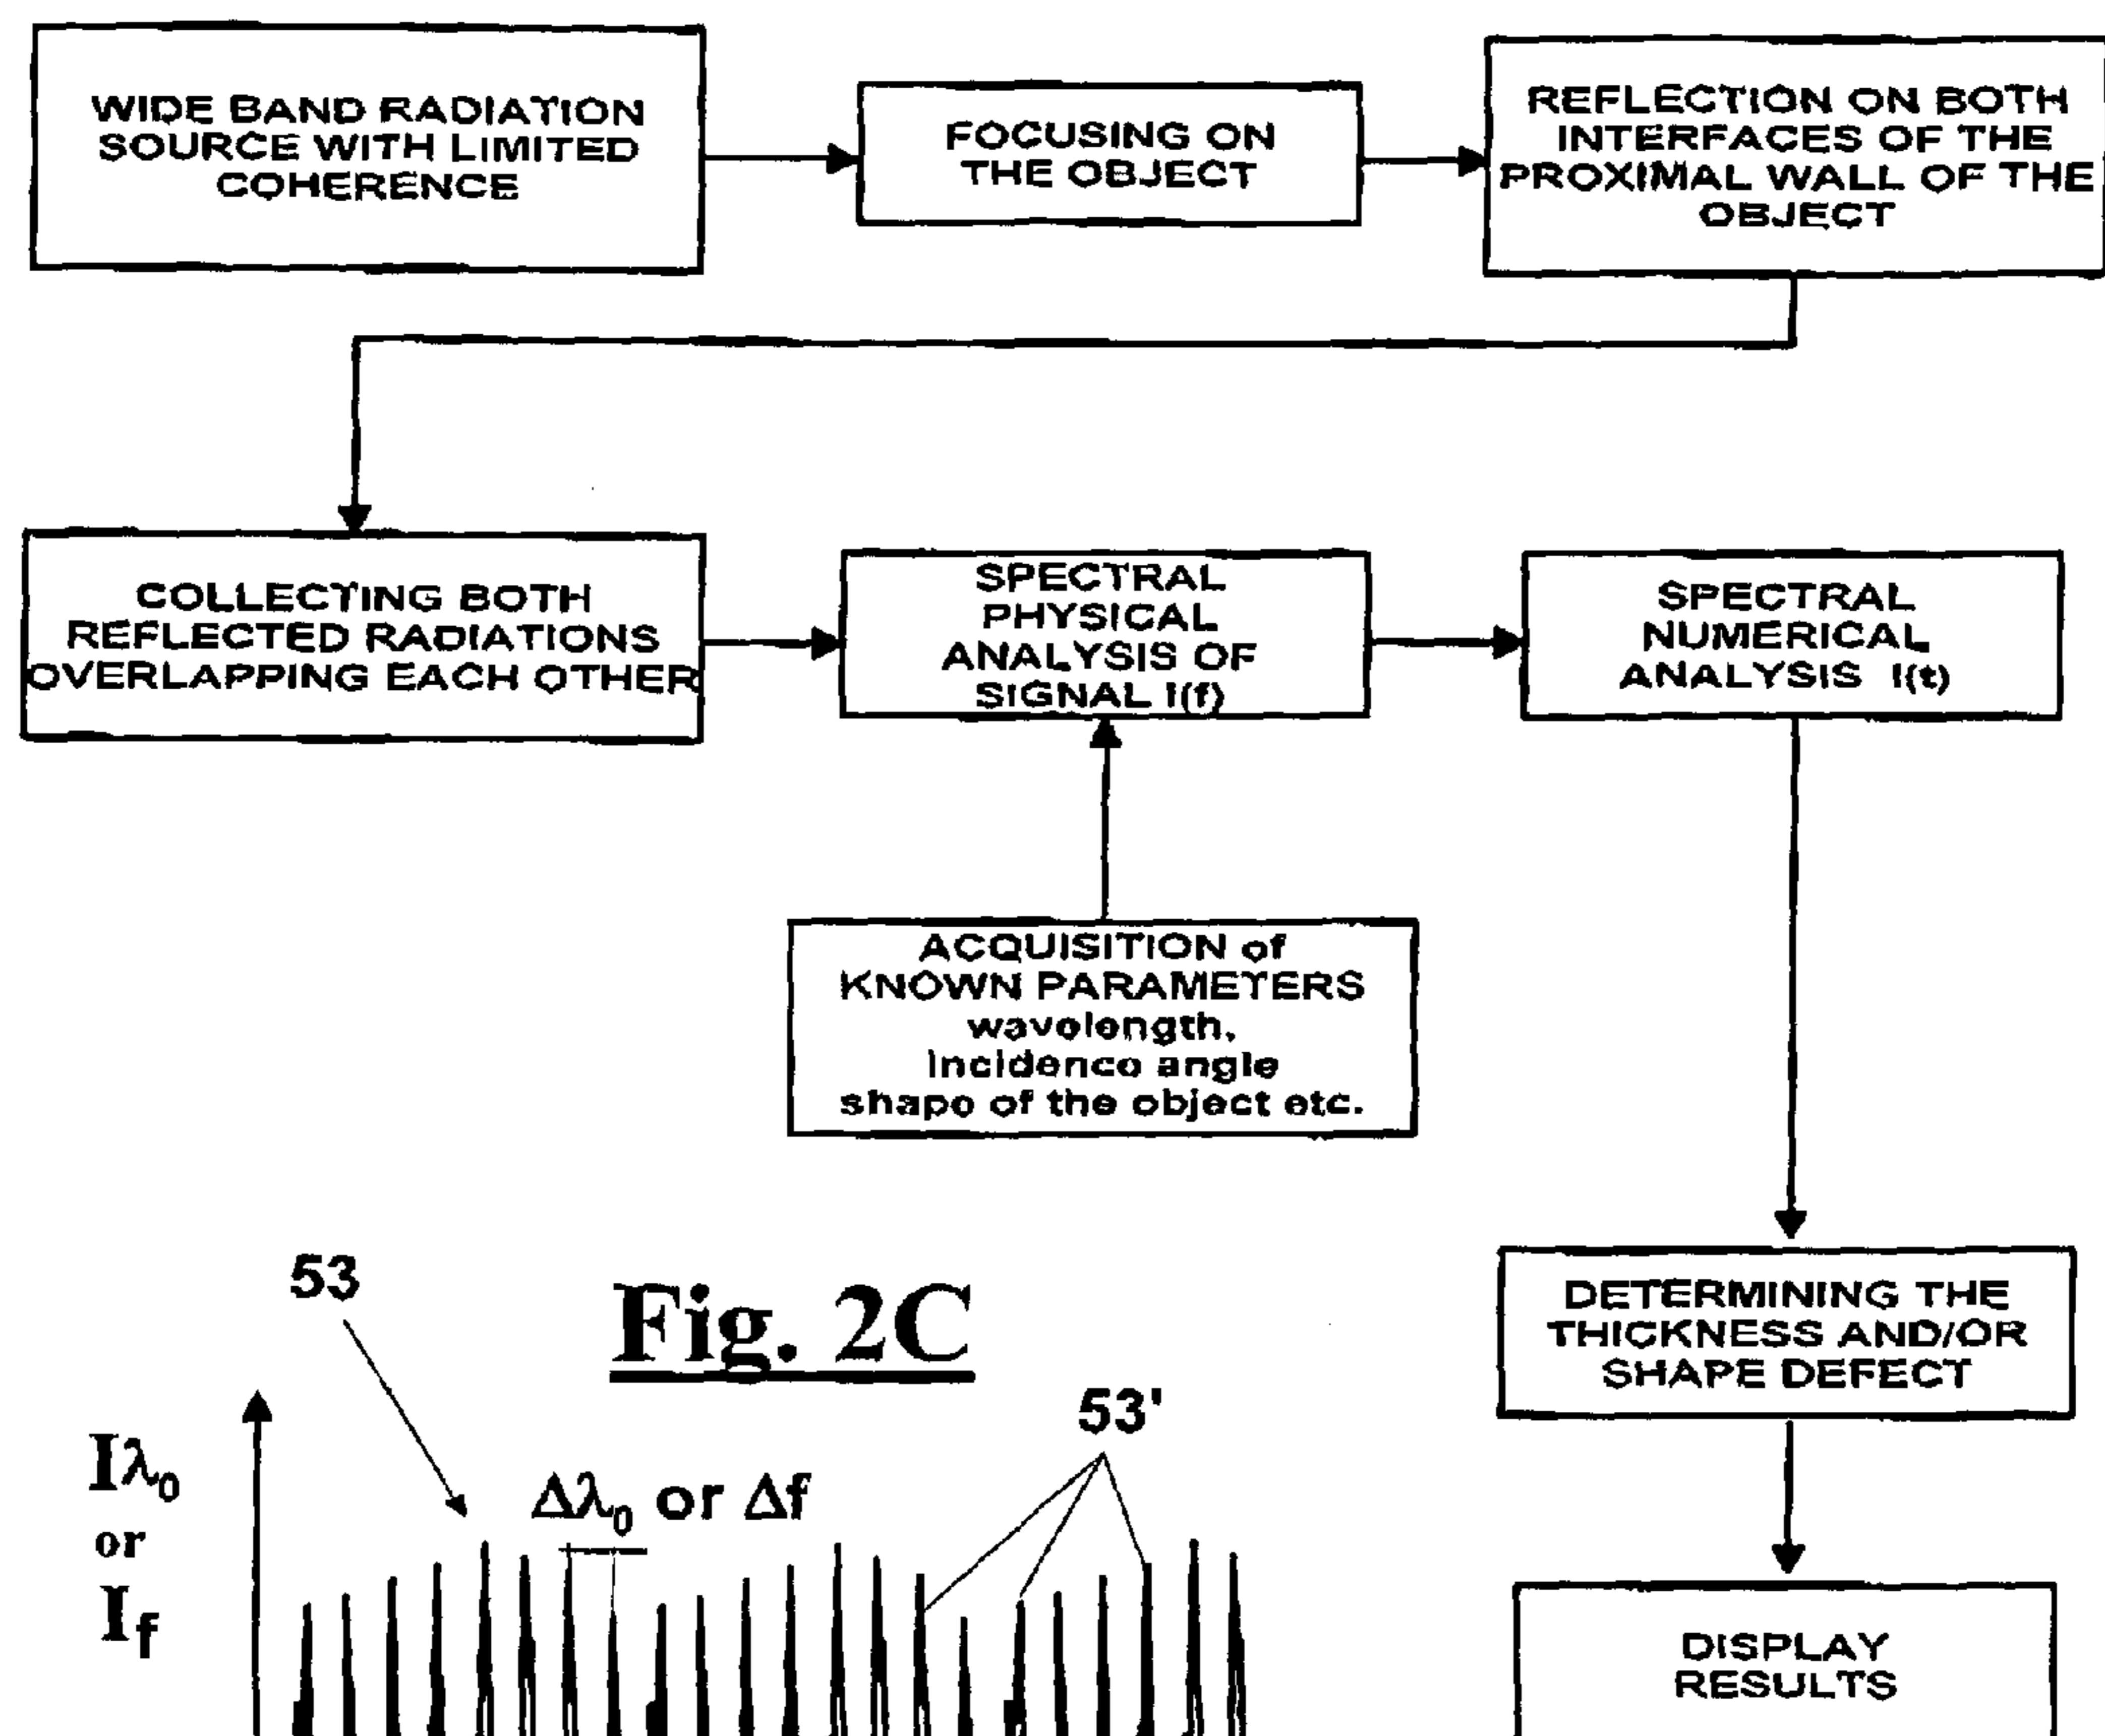 WIDE BAND RADIATION
SOURCE WITH LIMITED
COHERENCE
FOCUSING ON
THE OBJECT
REFLECTION ON BOTH
INTERFACES OF THE
PROXIMAL WALL OF THE
OBJECT
COLLECTING BOTH
REFLECTED RADIATIONS
OVERLAPPING EACH OTHER
SPECTRAL
PHYSICAL
ANALYSIS OF
SIGNAL I(f)
SPECTRAL
NUMERICAL
ANALYSIS I(t)
ACQUISITION of
KNOWN PARAMETERS
wavelength,
incidence angle
shape of the object etc.
DETERMINING THE
THICKNESS AND/OR
SHAPE DEFECT
DISPLAY
RESULTS
Fig. 2C
53
53'
Iλ₀
or
If
Δλ₀ or Δf